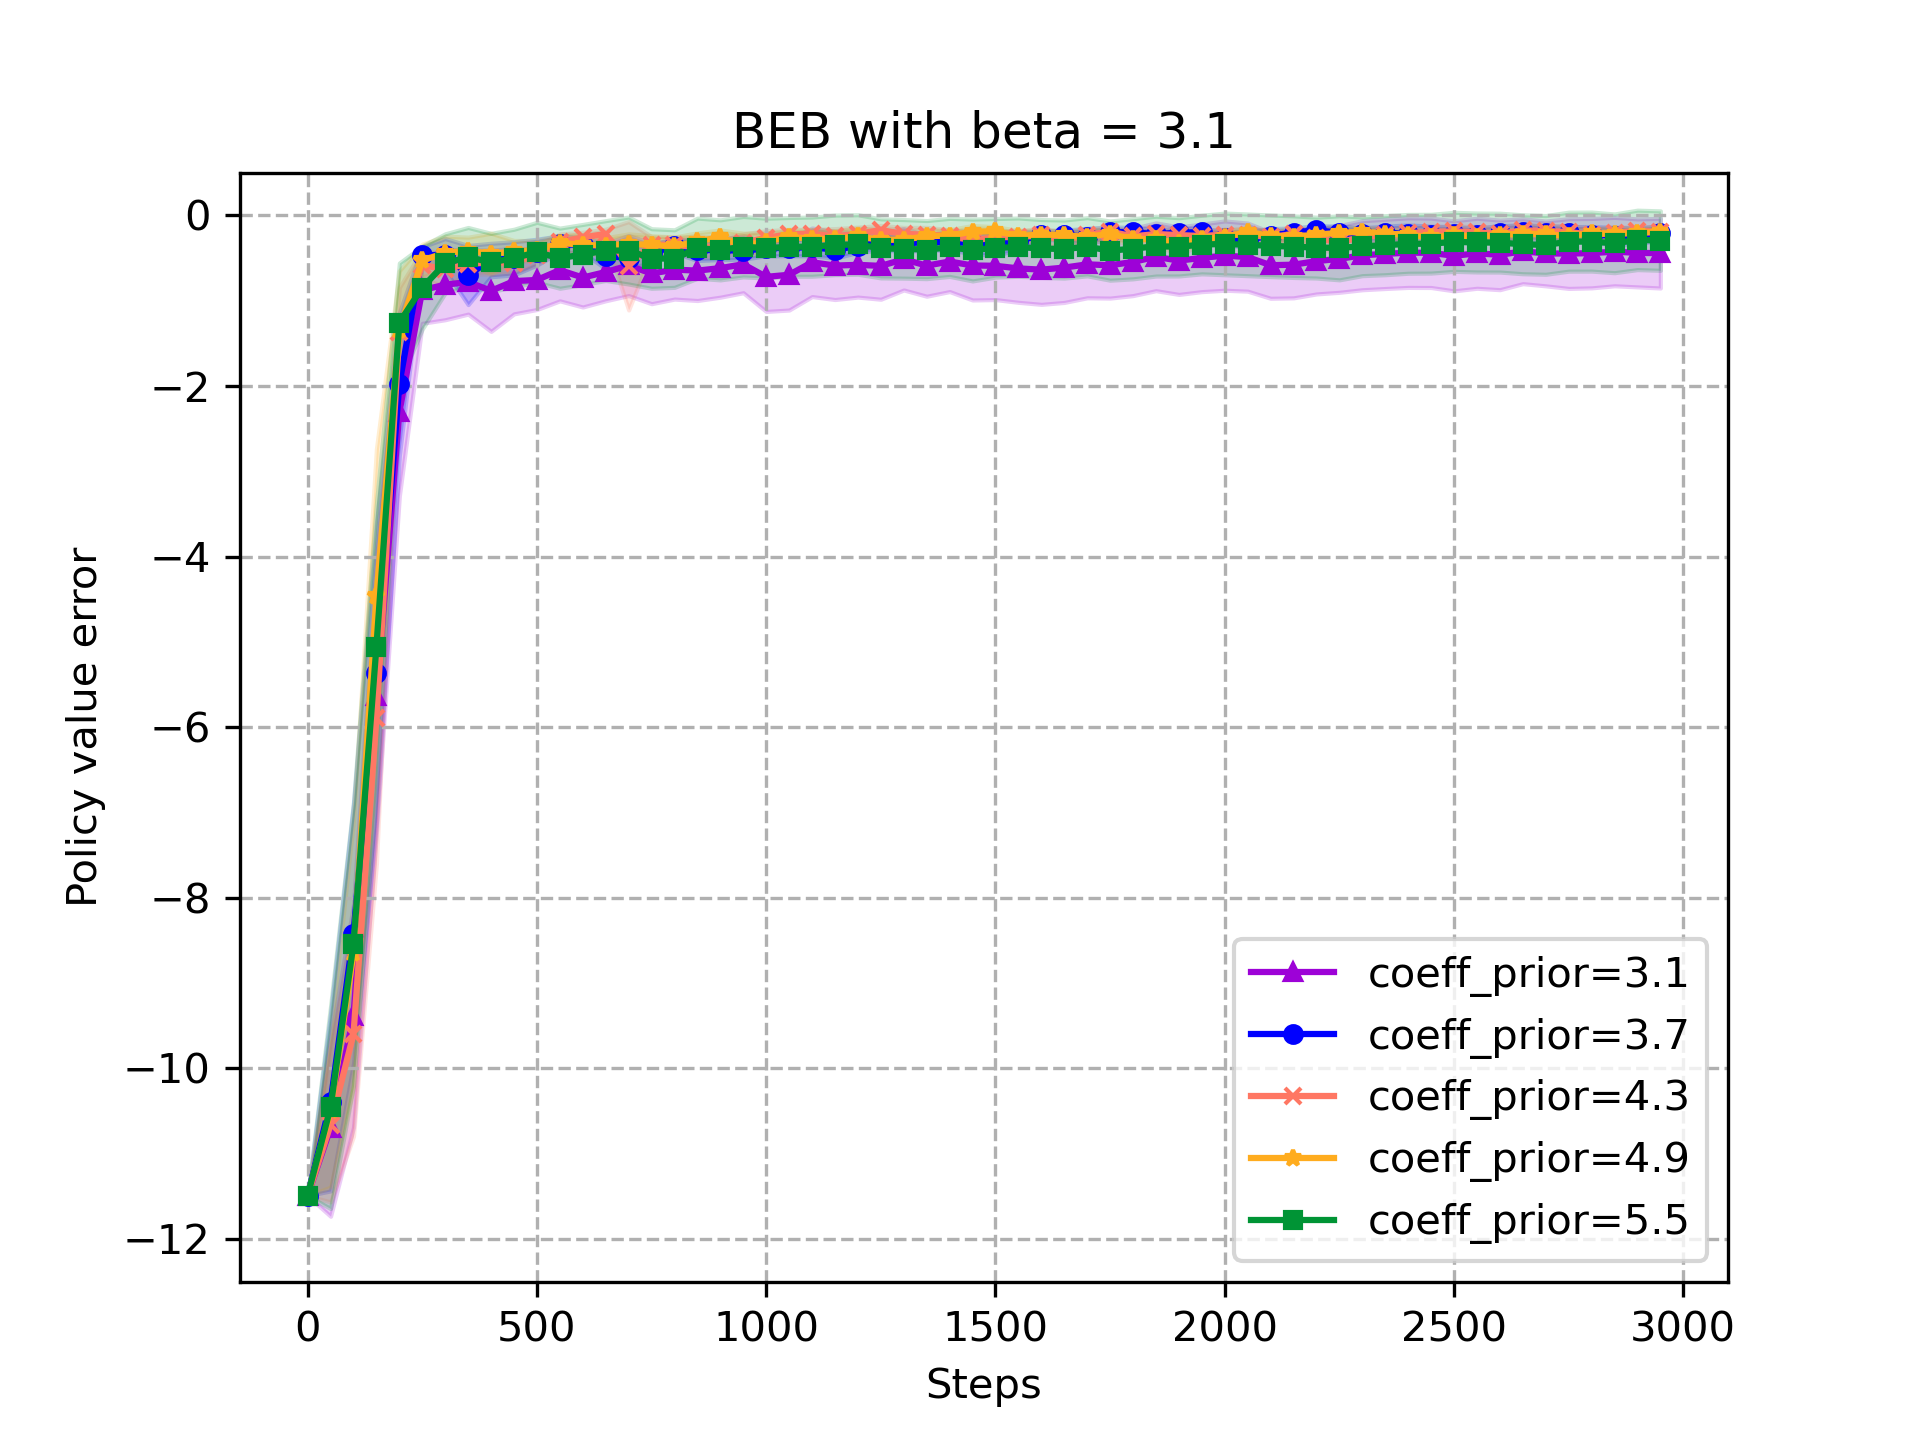 BEB with beta = 3.1
Policy value error
0
−2
−4
−6
−8
−10
−12
0 500 1000 1500 2000 2500 3000
Steps
coeff_prior=3.1
coeff_prior=3.7
coeff_prior=4.3
coeff_prior=4.9
coeff_prior=5.5